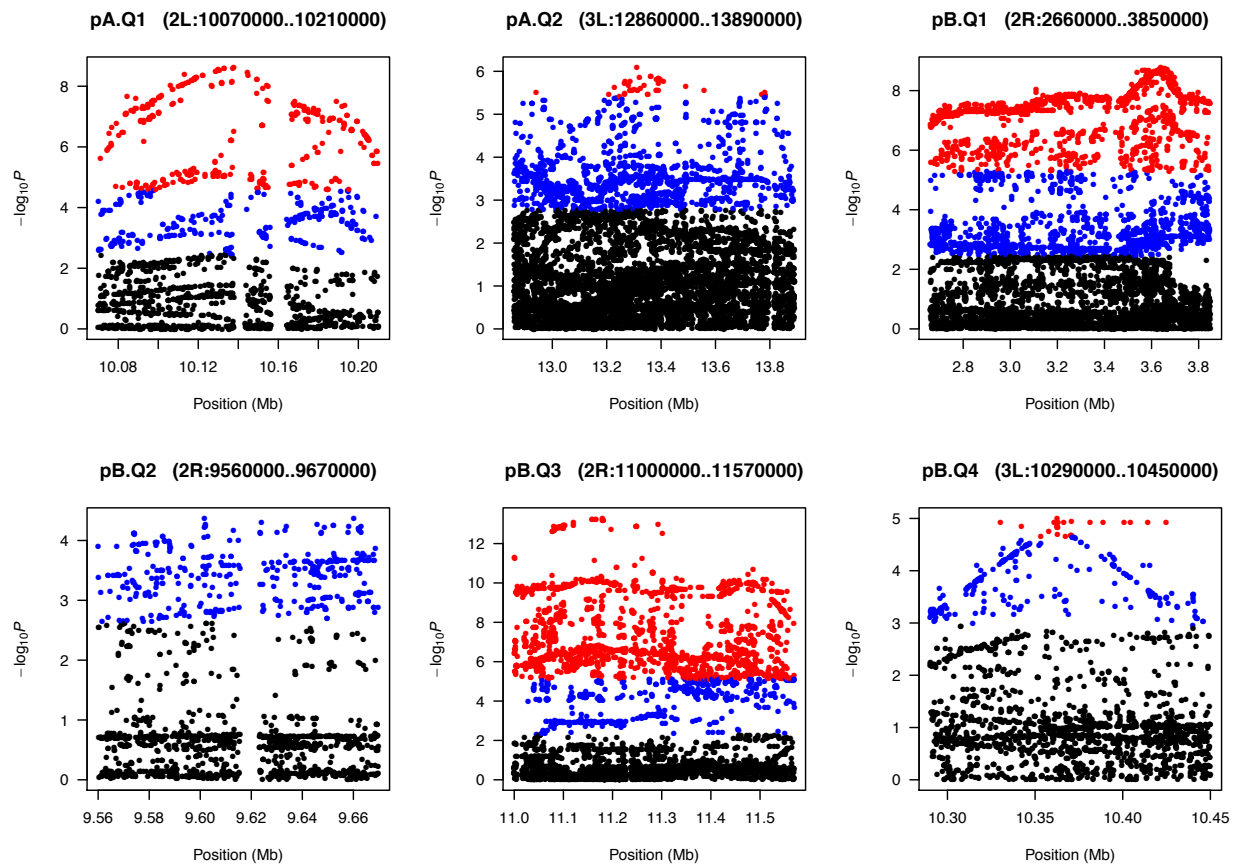 pA.Q1 (2L:10070000..10210000)
pA.Q2 (3L:12860000..13890000)
pB.Q1 (2R:2660000..3850000)
−log10P
0 2 4 6 8
10.08 10.12 10.16 10.20
Position (Mb)
−log10P
0 1 2 3 4 5 6
13.0 13.2 13.4 13.6 13.8
Position (Mb)
−log10P
0 2 4 6 8
2.8 3.0 3.2 3.4 3.6 3.8
Position (Mb)
pB.Q2 (2R:9560000..9670000)
pB.Q3 (2R:11000000..11570000)
pB.Q4 (3L:10290000..10450000)
−log10P
0 1 2 3 4
9.56 9.58 9.60 9.62 9.64 9.66
Position (Mb)
−log10P
0 2 4 6 8 10 12
11.0 11.1 11.2 11.3 11.4 11.5
Position (Mb)
−log10P
0 1 2 3 4 5
10.30 10.35 10.40 10.45
Position (Mb)